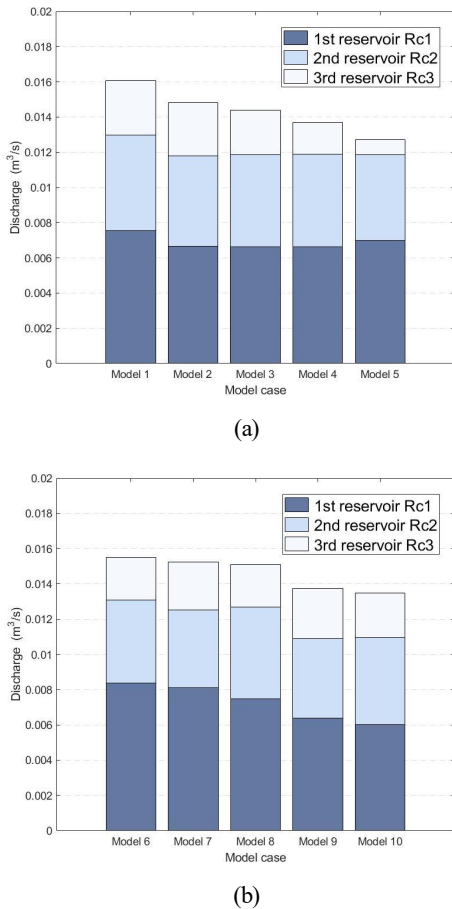 0.02
0.018
0.016
0.014
0.012
0.01
0.008
0.006
0.004
0.002
0
Discharge (m³/s)
1st reservoir Rc1
2nd reservoir Rc2
3rd reservoir Rc3
Model 1 Model 2 Model 3 Model 4 Model 5
Model case
(a)
0.02
0.018
0.016
0.014
0.012
0.01
0.008
0.006
0.004
0.002
0
Discharge (m³/s)
1st reservoir Rc1
2nd reservoir Rc2
3rd reservoir Rc3
Model 6 Model 7 Model 8 Model 9 Model 10
Model case
(b)